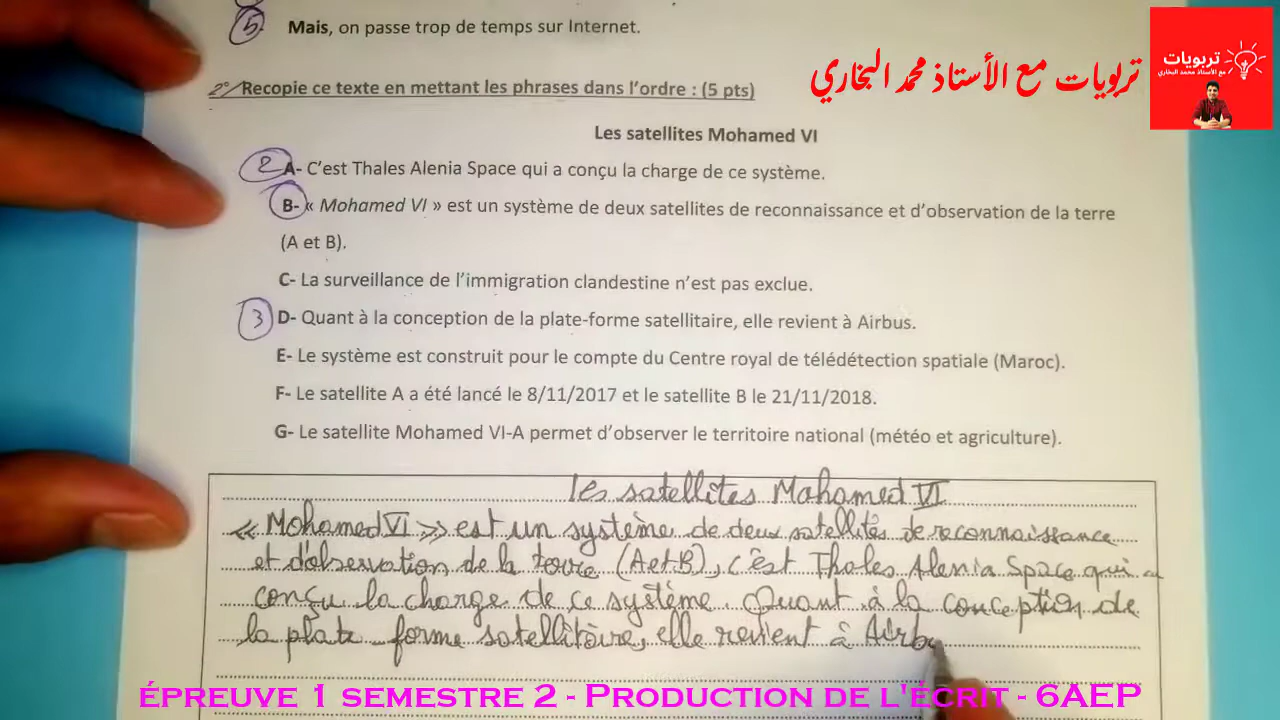 5 Mais, on passe trop de temps sur Internet.
تربويات مع الأستاذ محمد البخاري
تربويات
مع الأستاذ محمد البخاري
2°/ Recopie ce texte en mettant les phrases dans l'ordre : (5 pts)
Les satellites Mohamed VI
2 A- C'est Thales Alenia Space qui a conçu la charge de ce système.
B- « Mohamed VI » est un système de deux satellites de reconnaissance et d'observation de la terre
(A et B).
C- La surveillance de l'immigration clandestine n'est pas exclue.
3 D- Quant à la conception de la plate-forme satellitaire, elle revient à Airbus.
E- Le système est construit pour le compte du Centre royal de télédétection spatiale (Maroc).
F- Le satellite A a été lancé le 8/11/2017 et le satellite B le 21/11/2018.
G- Le satellite Mohamed VI-A permet d'observer le territoire national (météo et agriculture).
les satellites Mohamed VI
« Mohamed VI » est un système de deux satellites de reconnaissance
et d'observation de la terre (A et B), c'est Thales Alenia Space qui a
conçu la charge de ce système. Quant à la conception de
la plate forme satellitaire, elle revient à Airbu
ÉPREUVE 1 SEMESTRE 2 - PRODUCTION DE L'ÉCRIT - 6AEP